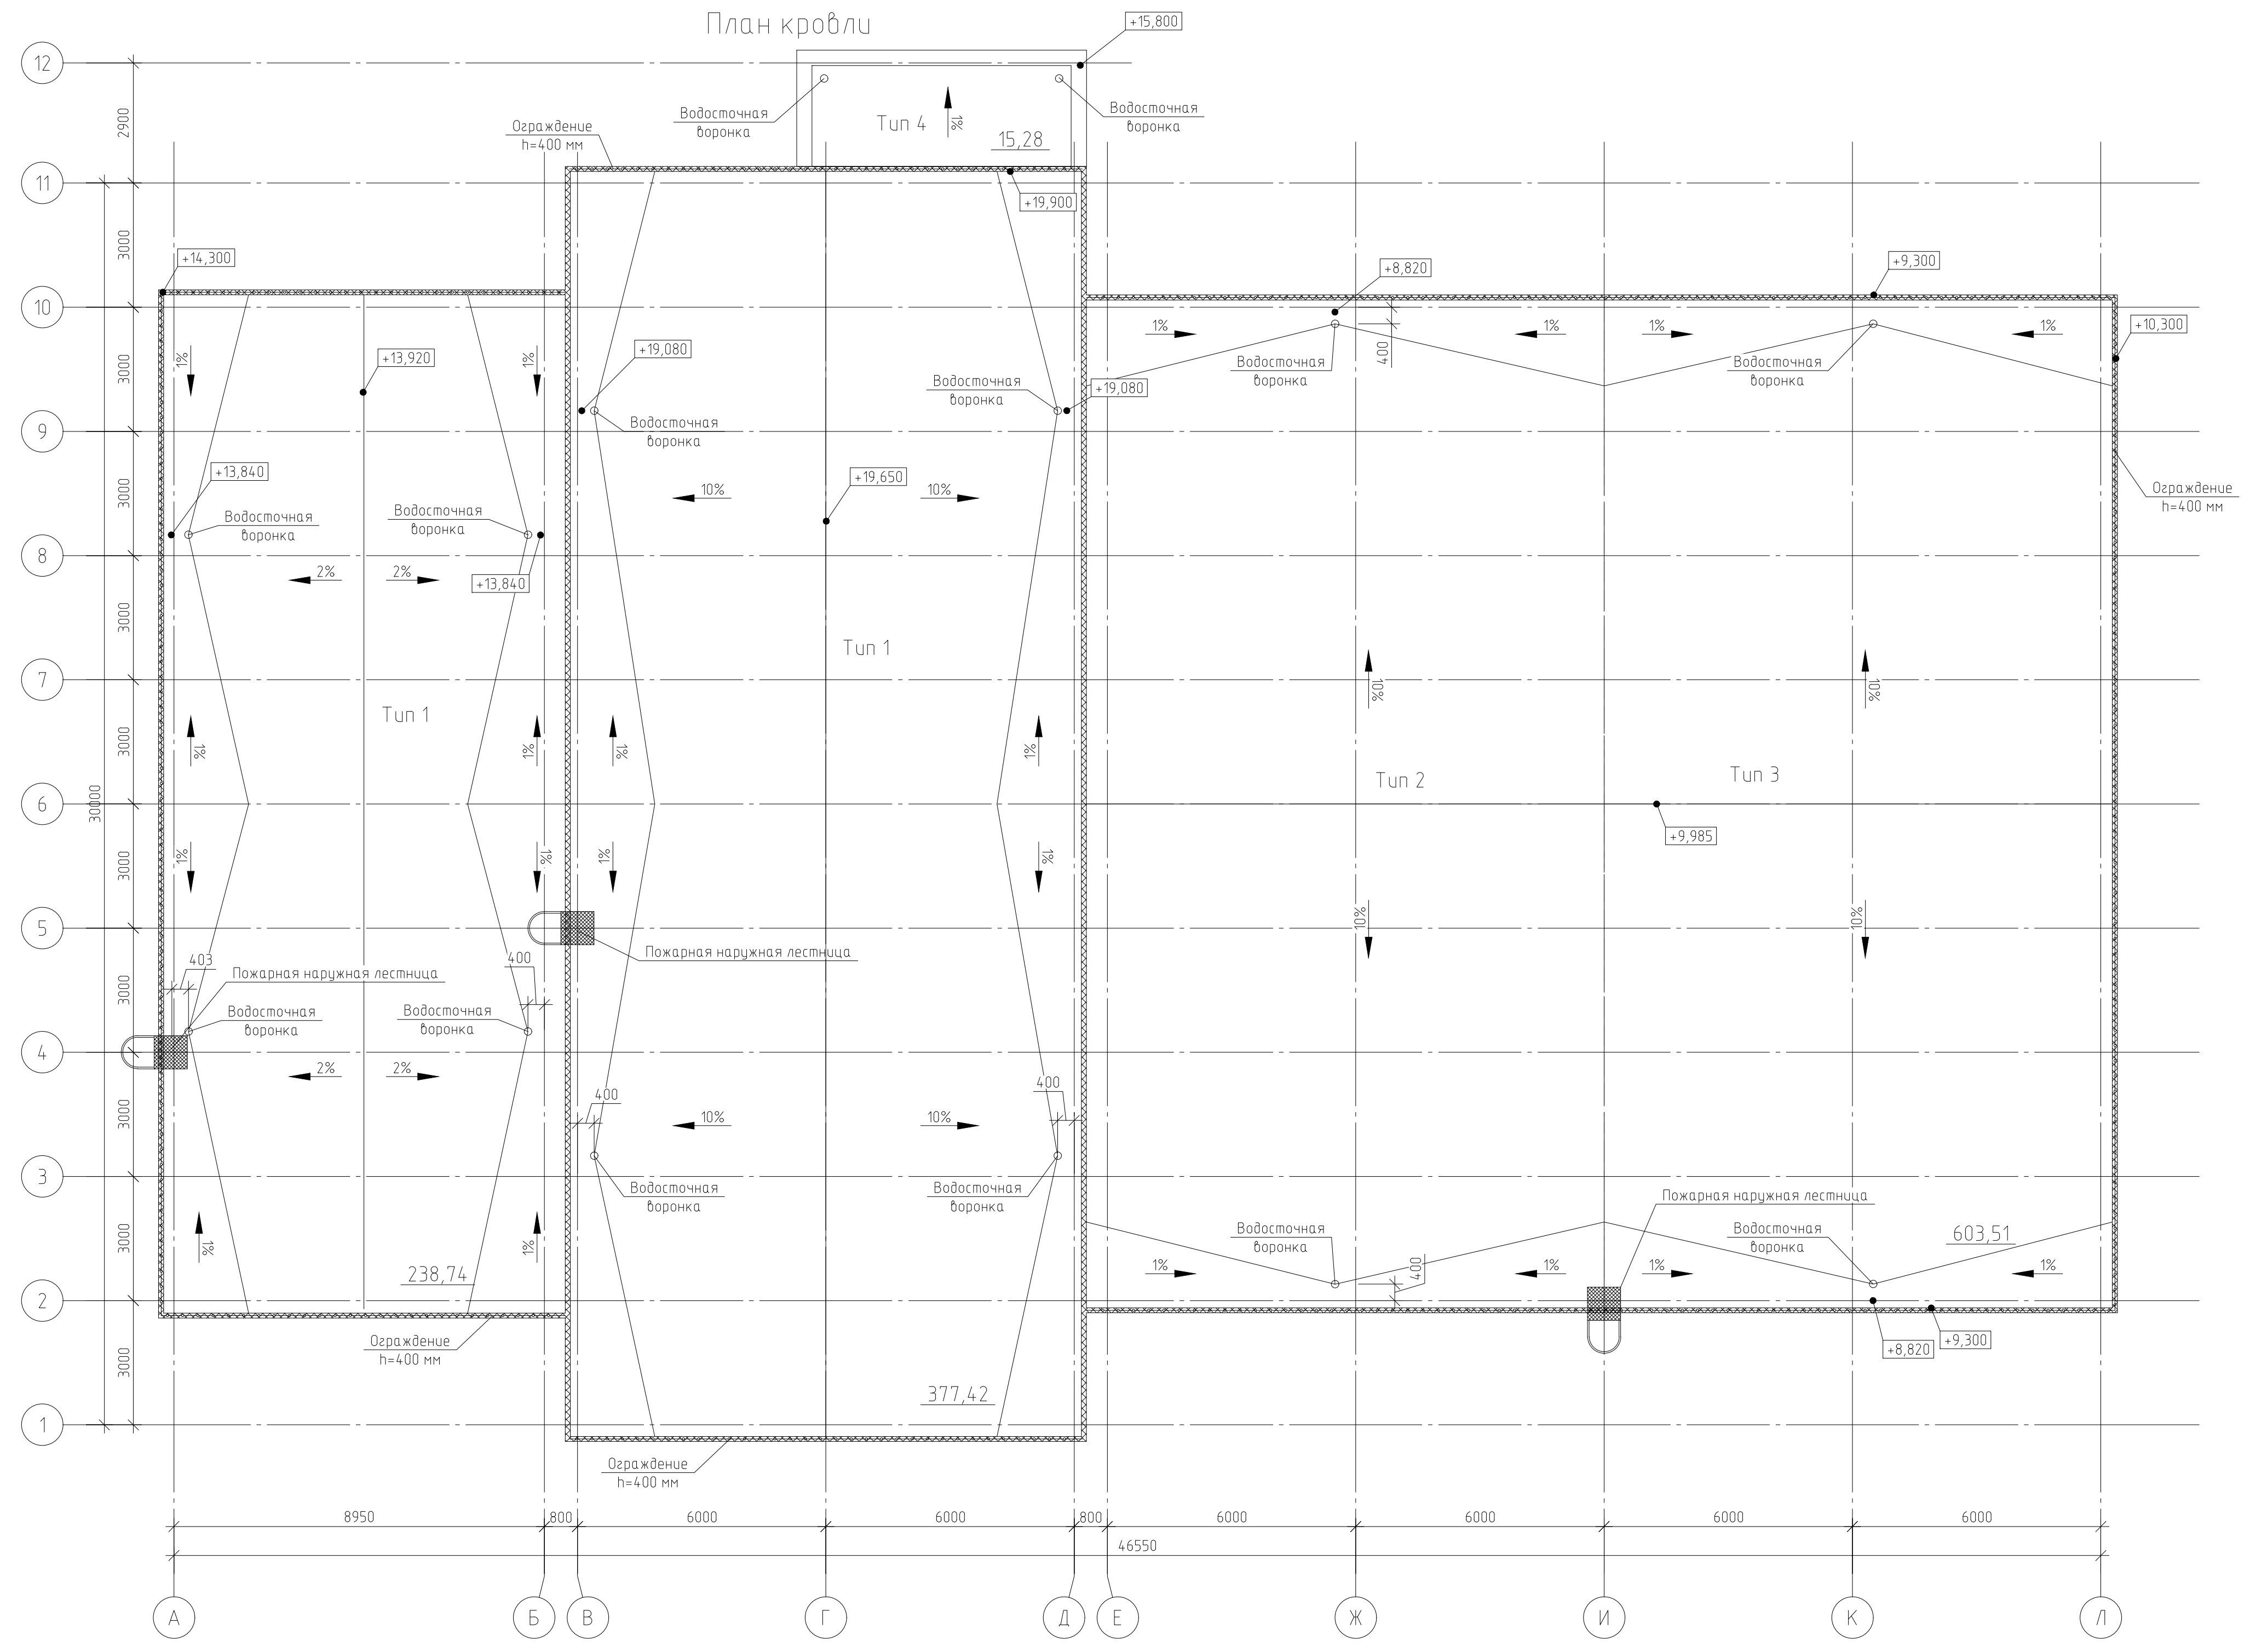 План кровли
+15,800
12
Водосточная
воронка
Водосточная
воронка
2900
Тип 4
1%
15,28
Ограждение
h=400 мм
11
+19,900
3000
+14,300
+8,820
+9,300
10
1%
1%
1%
1%
+10,300
400
1%
+13,920
1%
+19,080
3000
Водосточная
воронка
Водосточная
воронка
Водосточная
воронка
+19,080
Водосточная
воронка
9
+13,840
+19,650
10%
10%
3000
Ограждение
h=400 мм
Водосточная
воронка
Водосточная
воронка
8
2%
2%
+13,840
3000
Тип 1
7
10%
10%
Тип 1
3000
1%
1%
1%
1%
Тип 2
Тип 3
30000
6
+9,985
3000
1%
1%
1%
1%
5
10%
10%
Пожарная наружная лестница
403
400
Пожарная наружная лестница
3000
Водосточная
воронка
Водосточная
воронка
4
2%
2%
400
400
3000
10%
10%
3
Водосточная
воронка
Водосточная
воронка
Пожарная наружная лестница
3000
1%
1%
Водосточная
воронка
Водосточная
воронка
603,51
238,74
1%
400
1%
1%
1%
2
Ограждение
h=400 мм
+8,820
+9,300
3000
377,42
1
Ограждение
h=400 мм
8950
800
6000
6000
800
6000
6000
6000
6000
46550
А
Б
В
Г
Д
Е
Ж
И
К
Л